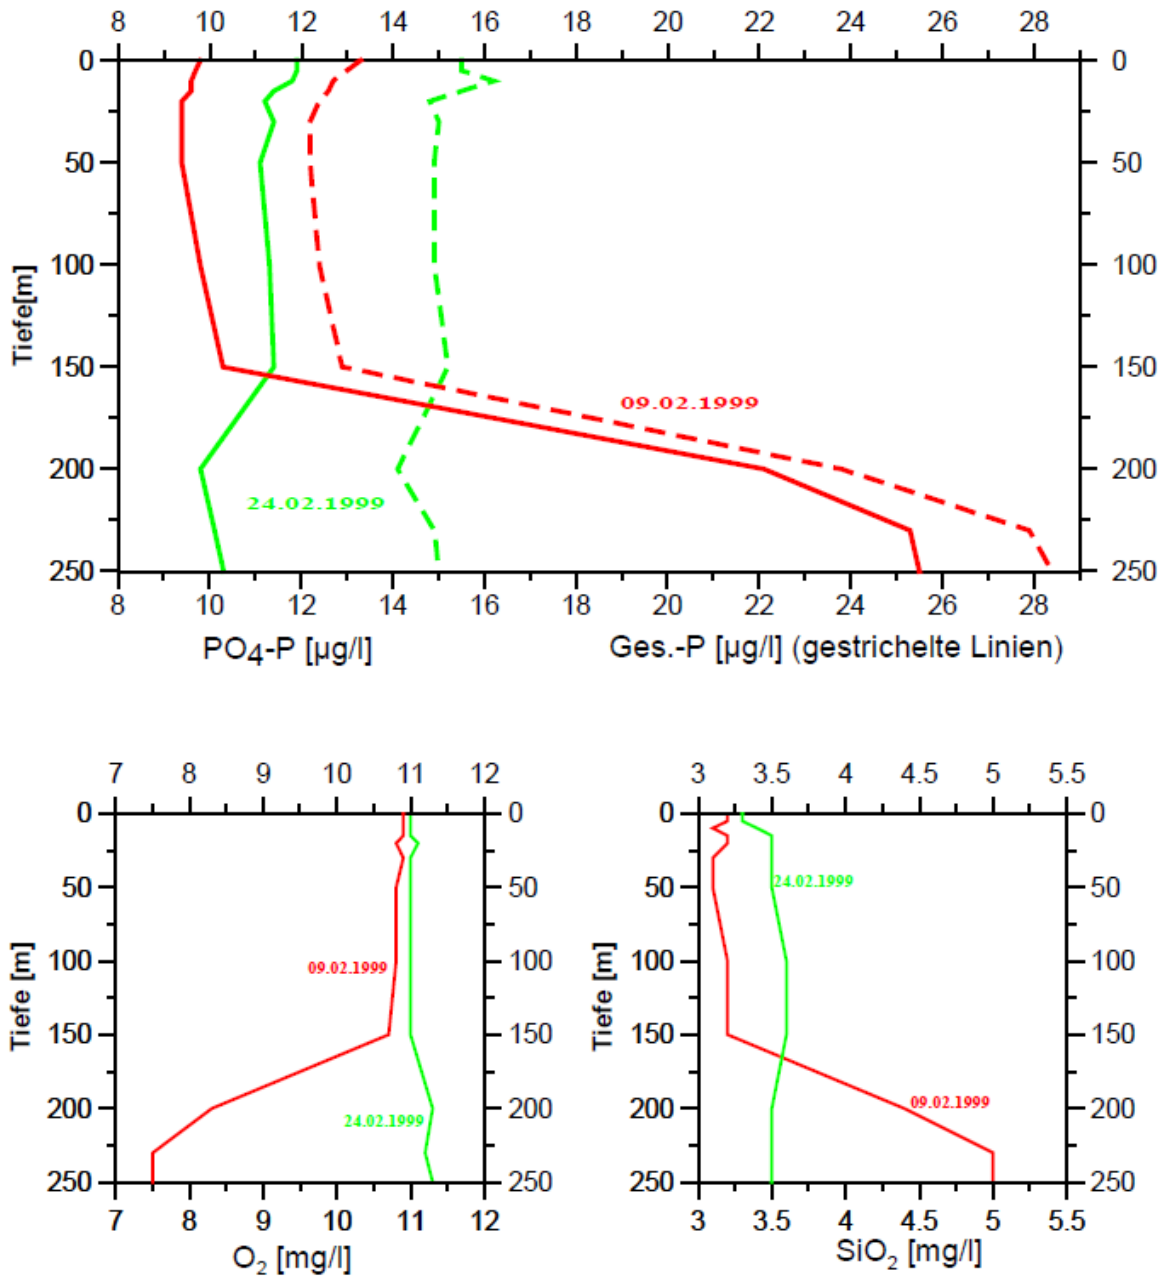 8 10 12 14 16 18 20 22 24 26 28
0 0
50 50
100 100
Tiefe[m]
150 150
09.02.1999
200 200
24.02.1999
250 250
8 10 12 14 16 18 20 22 24 26 28
PO4-P [µg/l] Ges.-P [µg/l] (gestrichelte Linien)
7 8 9 10 11 12
0 0
50 50
100 100
09.02.1999
Tiefe [m]
150 150
200 200
24.02.1999
250 250
7 8 9 10 11 12
O2 [mg/l]
3 3.5 4 4.5 5 5.5
0 0
24.02.1999
50 50
100 100
Tiefe [m]
150 150
09.02.1999
200 200
250 250
3 3.5 4 4.5 5 5.5
SiO2 [mg/l]